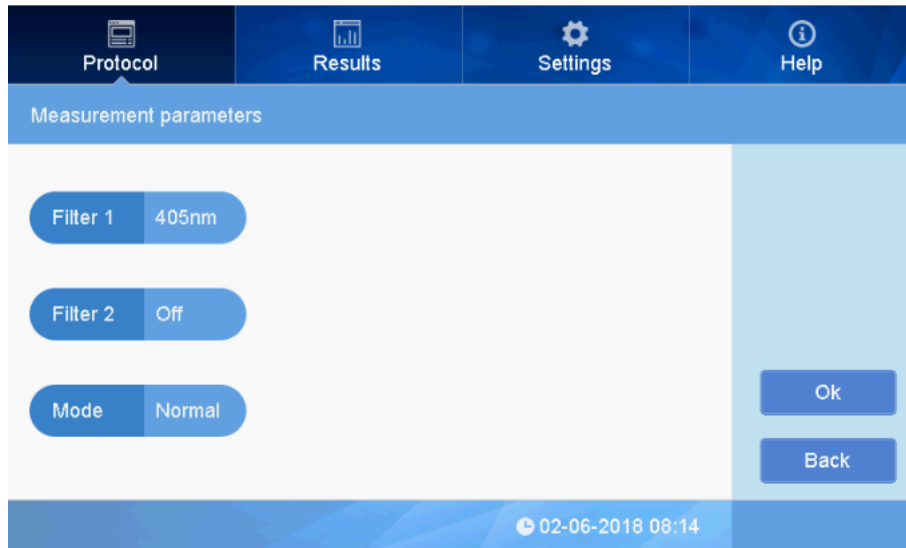 Protocol
Results
Settings
Help
Measurement parameters
Filter 1 405nm
Filter 2 Off
Mode Normal
Ok
Back
02-06-2018 08:14